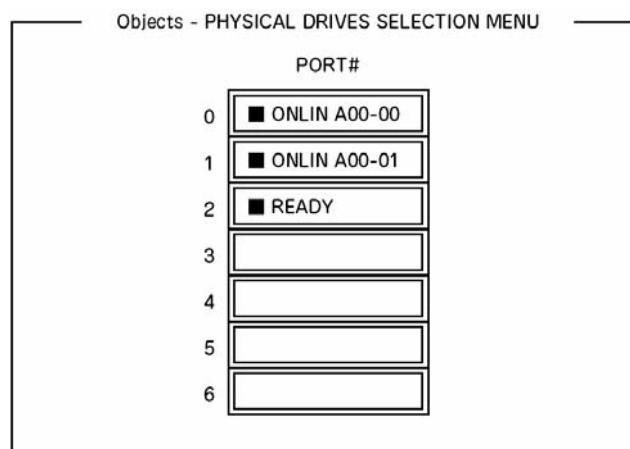 Objects - PHYSICAL DRIVES SELECTION MENU
PORT#
0 ■ ONLIN A00-00
1 ■ ONLIN A00-01
2 ■ READY
3
4
5
6